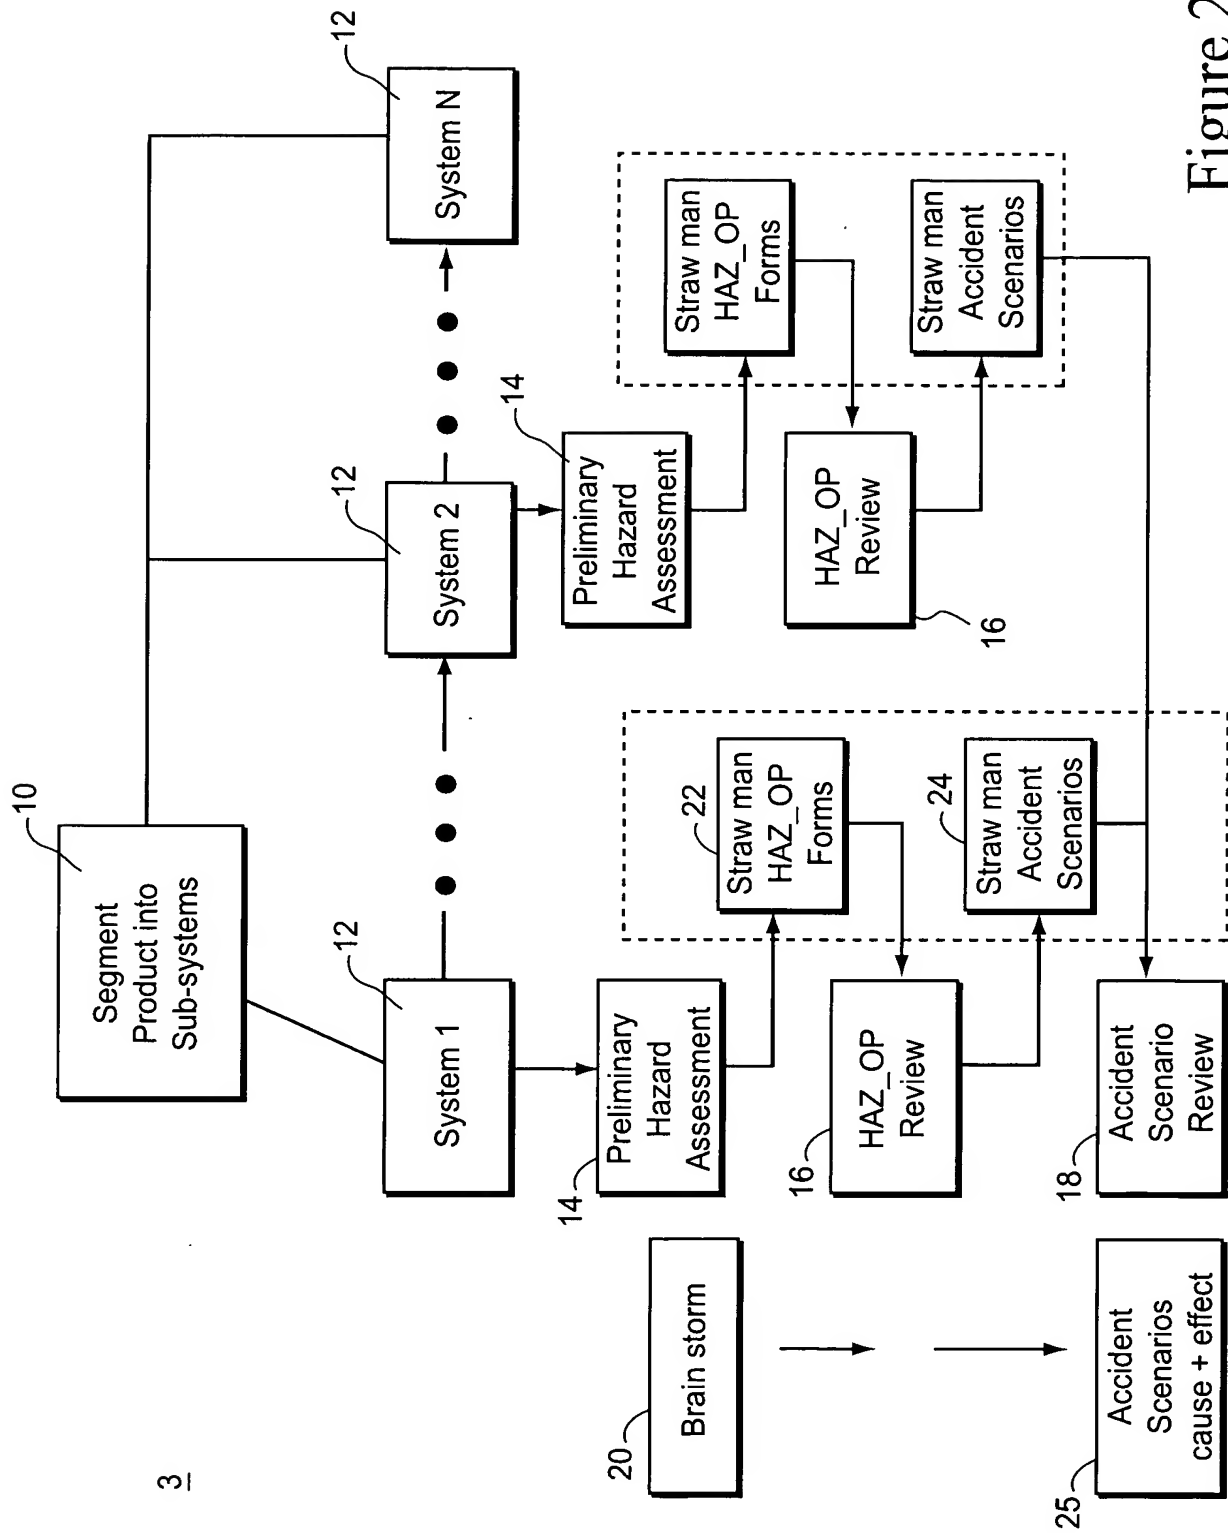 3
10
Segment
Product into
Sub-systems
12
System 1
12
System 2
12
System N
14
Preliminary
Hazard
Assessment
14
Preliminary
Hazard
Assessment
22
Straw man
HAZ_OP
Forms
Straw man
HAZ_OP
Forms
16
HAZ_OP
Review
HAZ_OP
Review
16
24
Straw man
Accident
Scenarios
Straw man
Accident
Scenarios
18
Accident
Scenario
Review
20
Brain storm
25
Accident
Scenarios
cause + effect
Figure 2